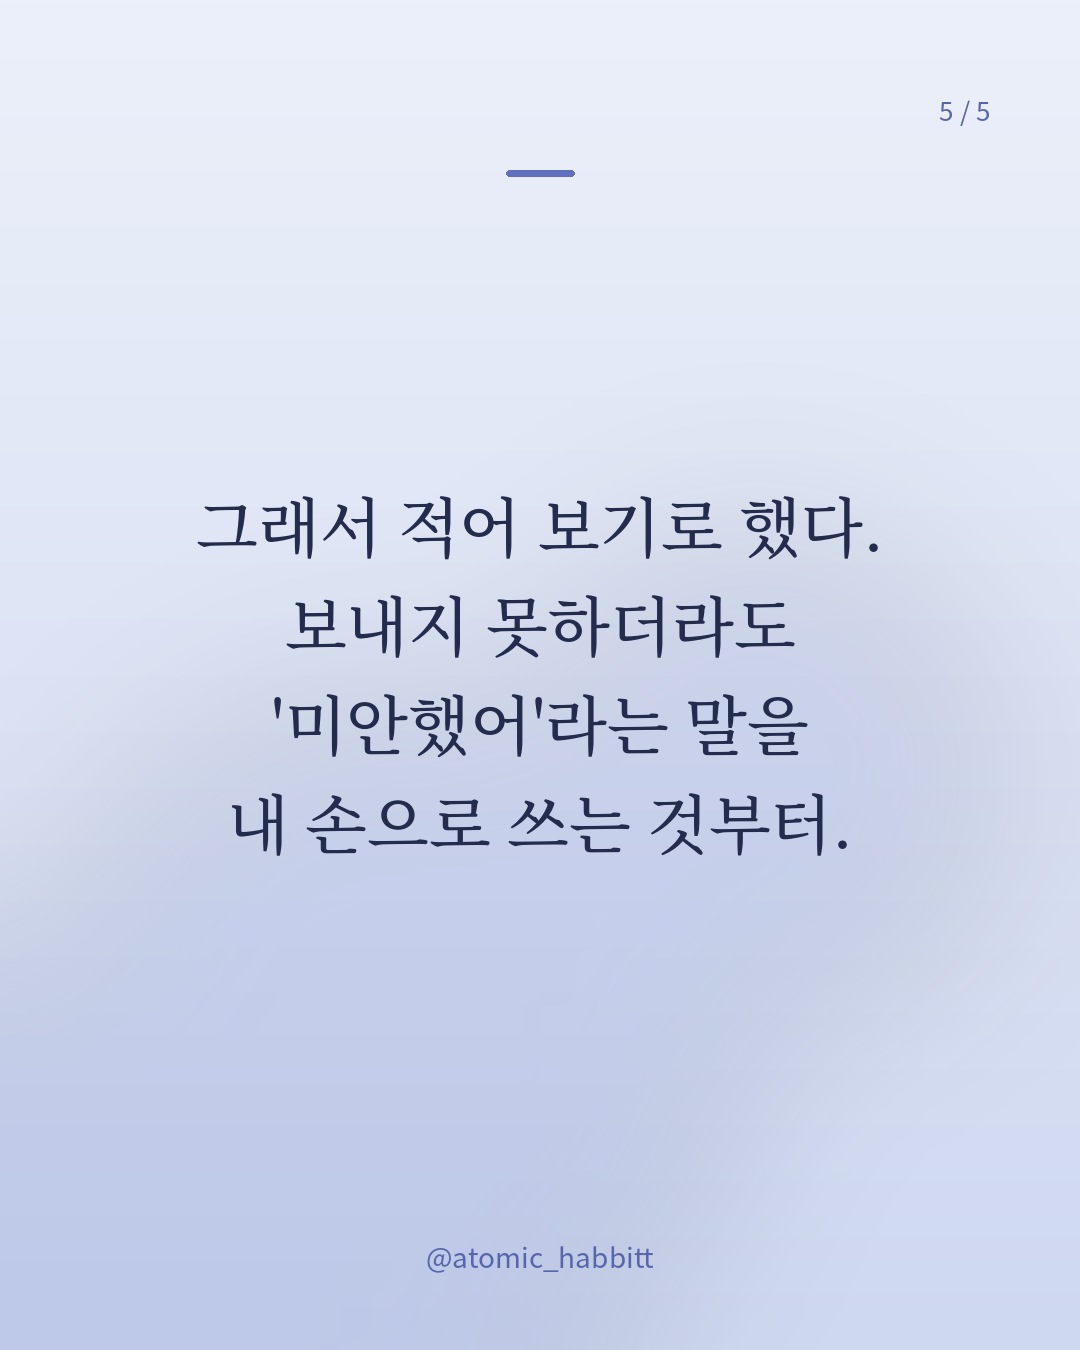 5 / 5
그래서 적어 보기로 했다.
보내지 못하더라도
'미안했어'라는 말을
내 손으로 쓰는 것부터.
@atomic_habbitt